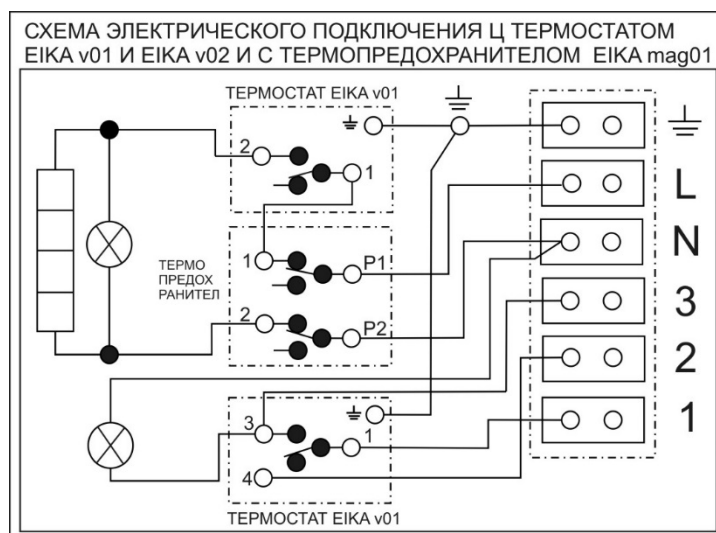 СХЕМА ЭЛЕКТРИЧЕСКОГО ПОДКЛЮЧЕНИЯ Ц ТЕРМОСТАТОМ
EIKA v01 И EIKA v02 И С ТЕРМОПРЕДОХРАНИТЕЛОМ EIKA mag01
ТЕРМОСТАТ EIKA v01
2
1
L
N
3
2
1
ТЕРМО
ПРЕДОХ
РАНИТЕЛ
1
P1
2
P2
3
1
4
ТЕРМОСТАТ EIKA v01